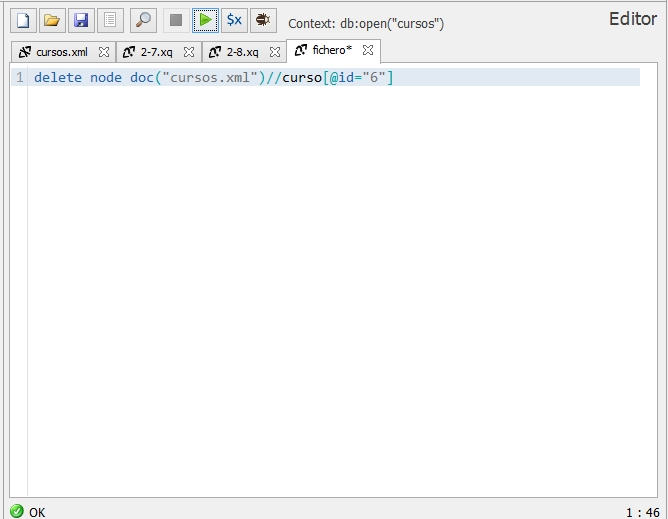 Context: db:open("cursos")
Editor
cursos.xml
2-7.xq
2-8.xq
fichero*
$x
1 delete node doc("cursos.xml")//curso[@id="6"]
OK
1 : 46